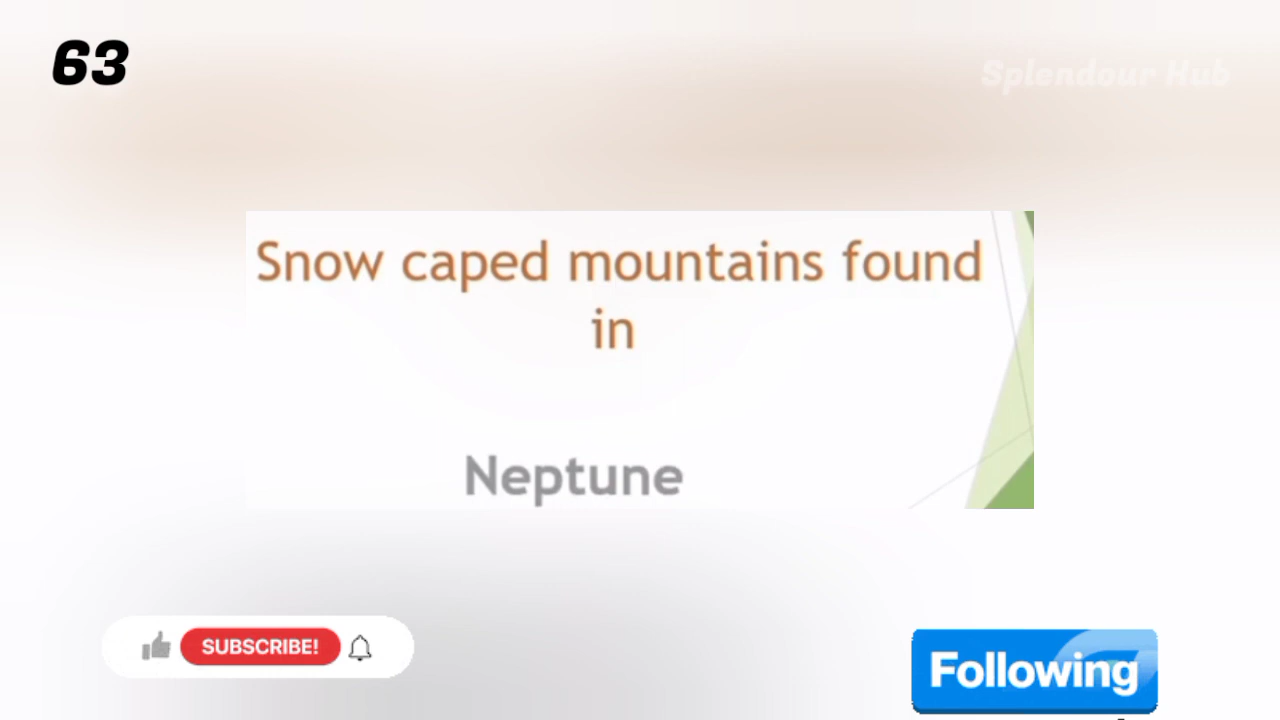 63
Splendour Hub
Snow caped mountains found
in
Neptune
SUBSCRIBE!
Following